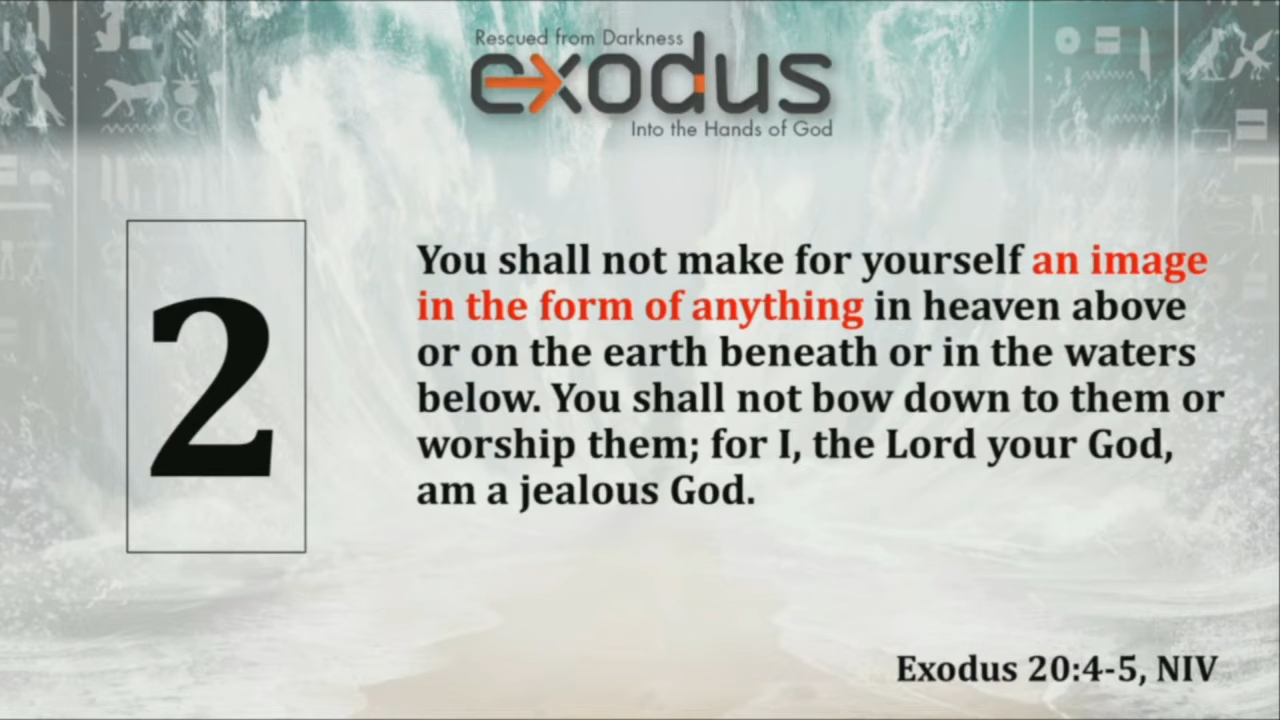 Rescued from Darkness
exodus
Into the Hands of God
2
You shall not make for yourself an image
in the form of anything in heaven above
or on the earth beneath or in the waters
below. You shall not bow down to them or
worship them; for I, the Lord your God,
am a jealous God.
Exodus 20:4-5, NIV